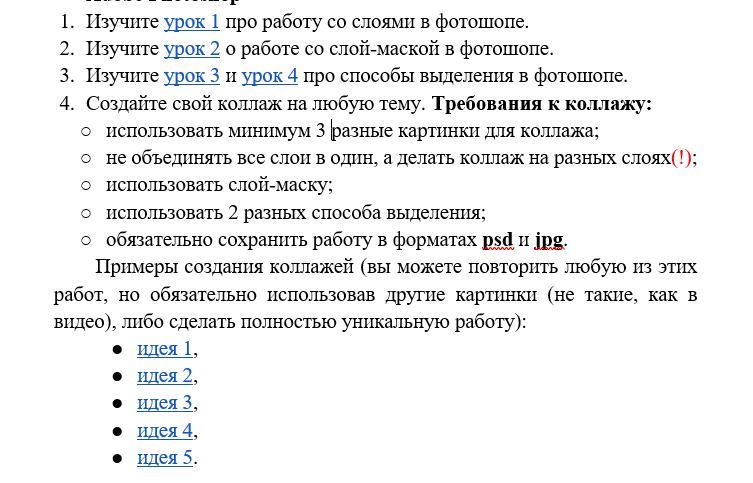 1. Изучите урок 1 про работу со слоями в фотошопе.
2. Изучите урок 2 о работе со слой-маской в фотошопе.
3. Изучите урок 3 и урок 4 про способы выделения в фотошопе.
4. Создайте свой коллаж на любую тему. Требования к коллажу:
○ использовать минимум 3 разные картинки для коллажа;
○ не объединять все слои в один, а делать коллаж на разных слоях(!);
○ использовать слой-маску;
○ использовать 2 разных способа выделения;
○ обязательно сохранить работу в форматах psd и jpg.
Примеры создания коллажей (вы можете повторить любую из этих
работ, но обязательно использовав другие картинки (не такие, как в
видео), либо сделать полностью уникальную работу):
● идея 1,
● идея 2,
● идея 3,
● идея 4,
● идея 5.